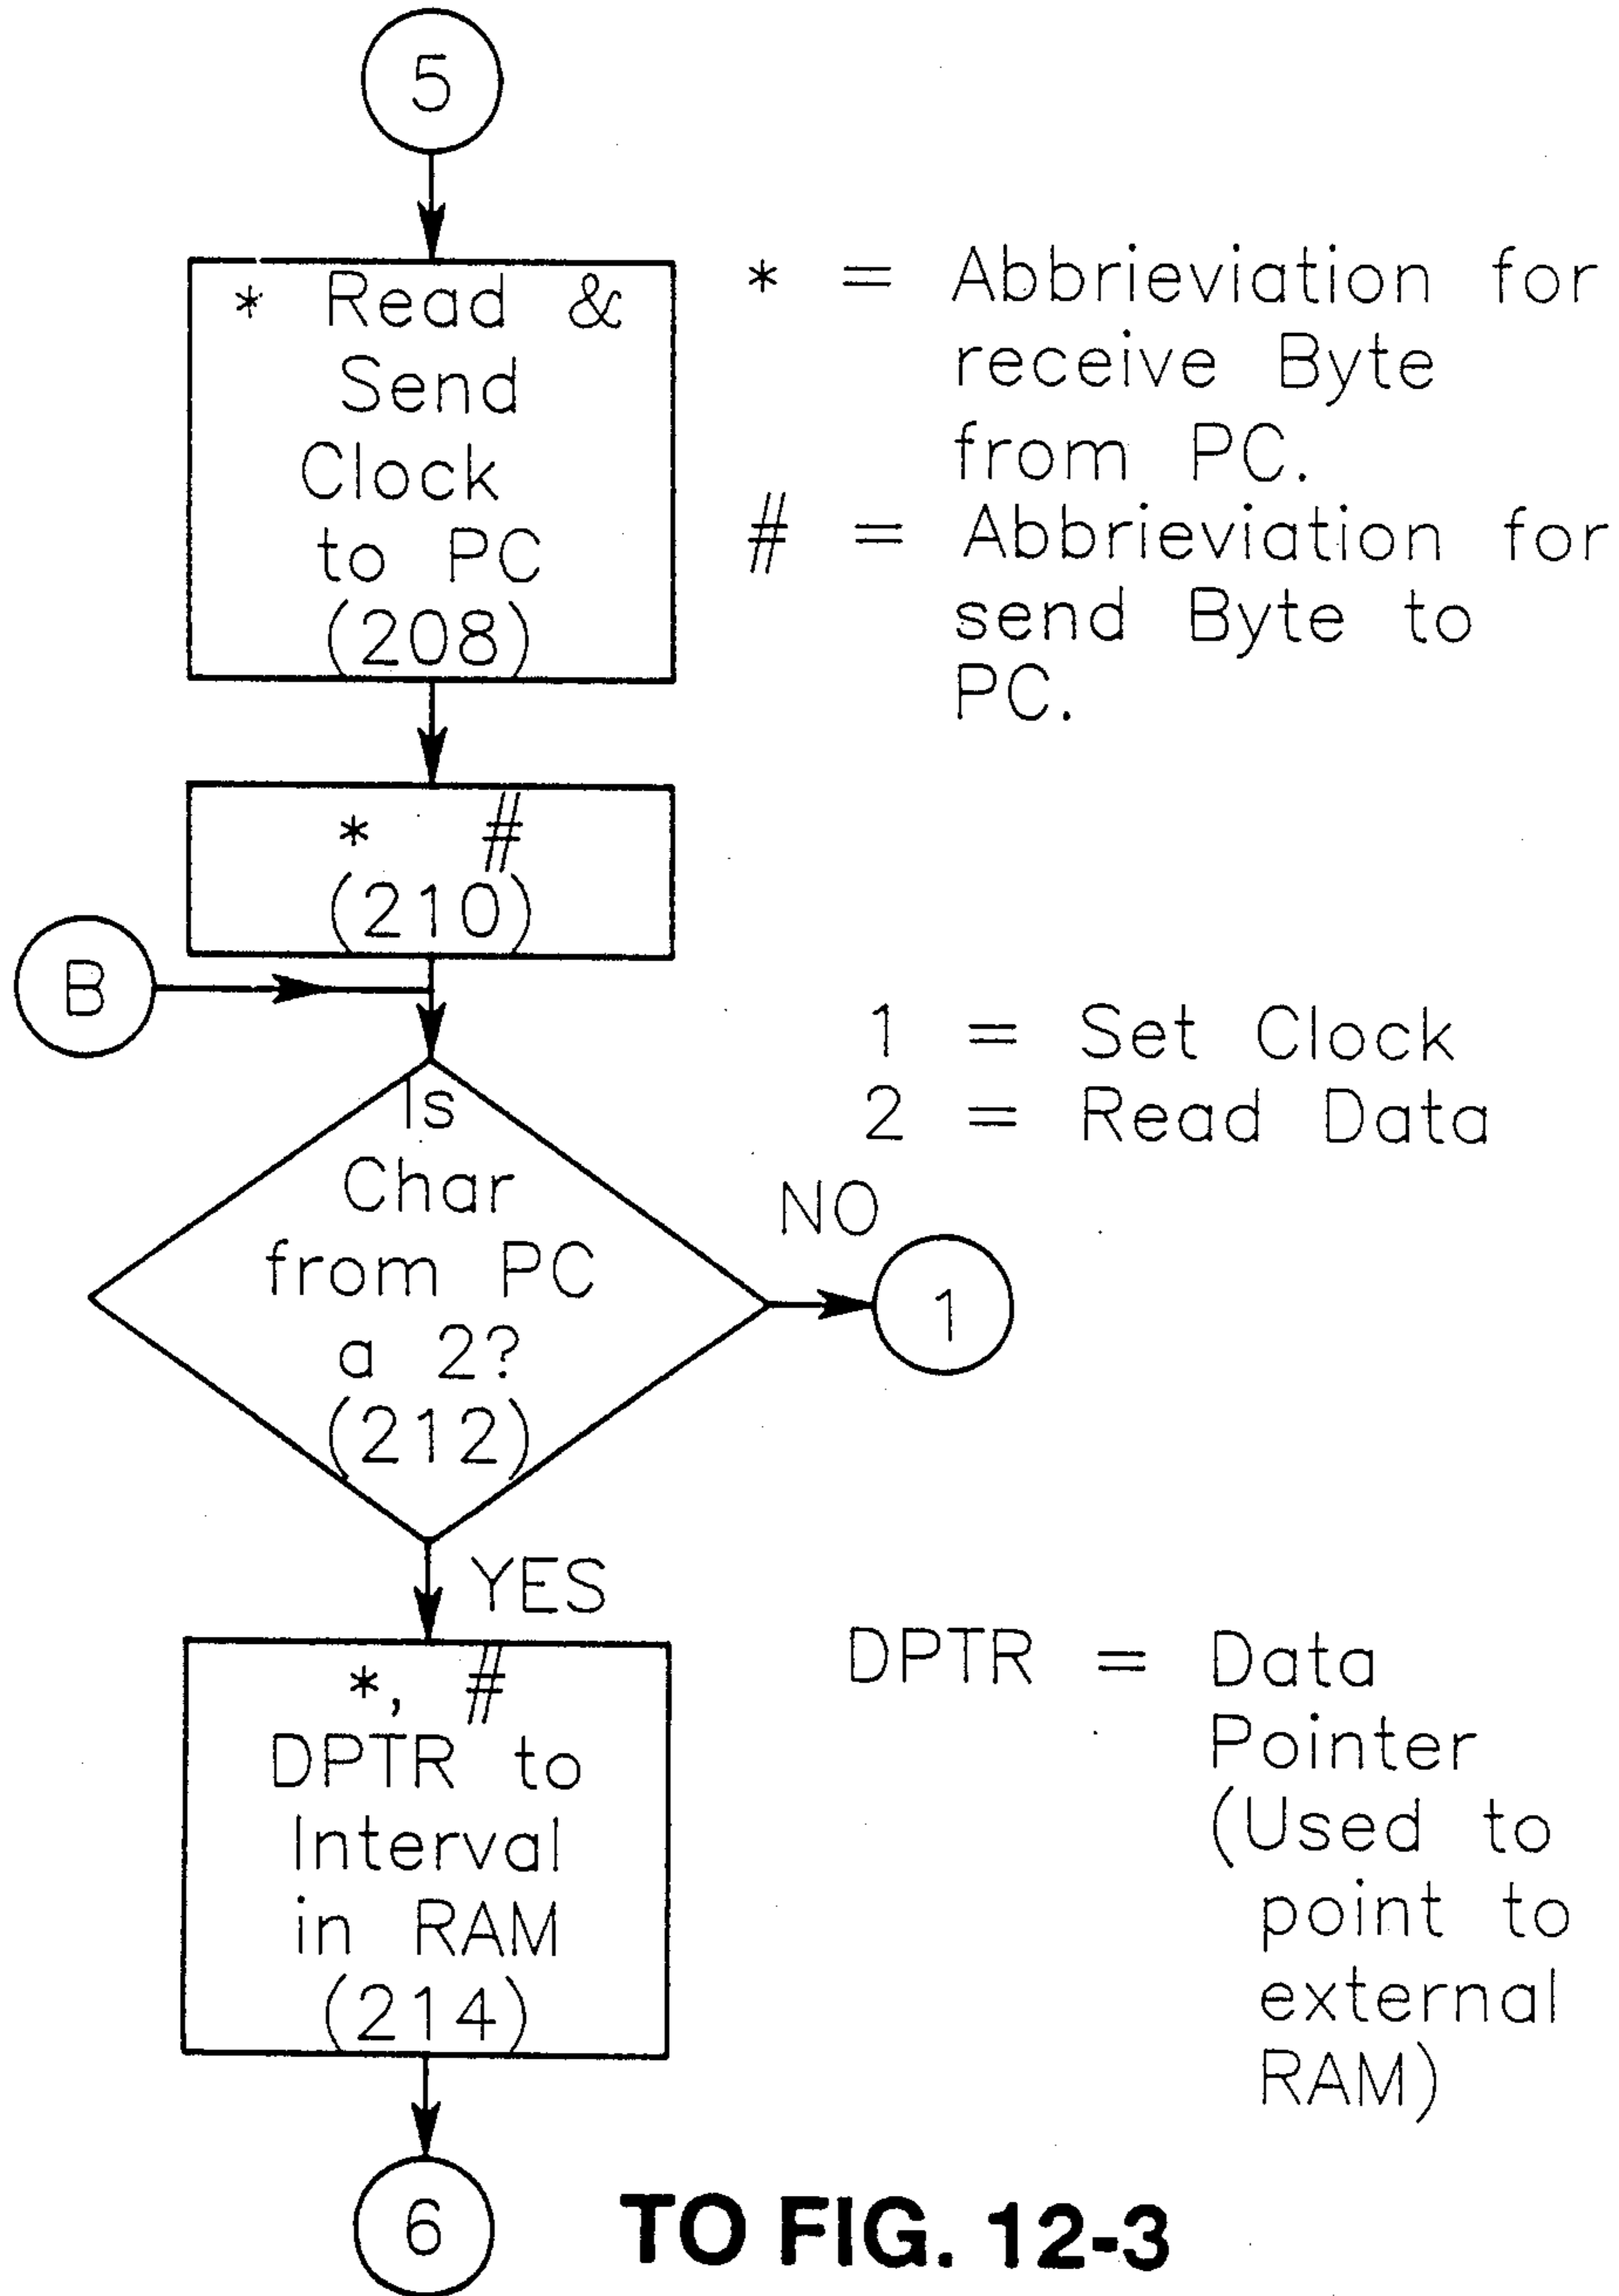 5
* Read &
Send
Clock
to PC
(208)
* = Abbrieviation for
receive Byte
from PC.
# = Abbrieviation for
send Byte to
PC.
* #
(210)
B
1 = Set Clock
2 = Read Data
Is
Char
from PC
a 2?
(212)
NO
1
YES
*, #
DPTR to
Interval
in RAM
(214)
DPTR = Data
Pointer
(Used to
point to
external
RAM)
6
TO FIG. 12-3